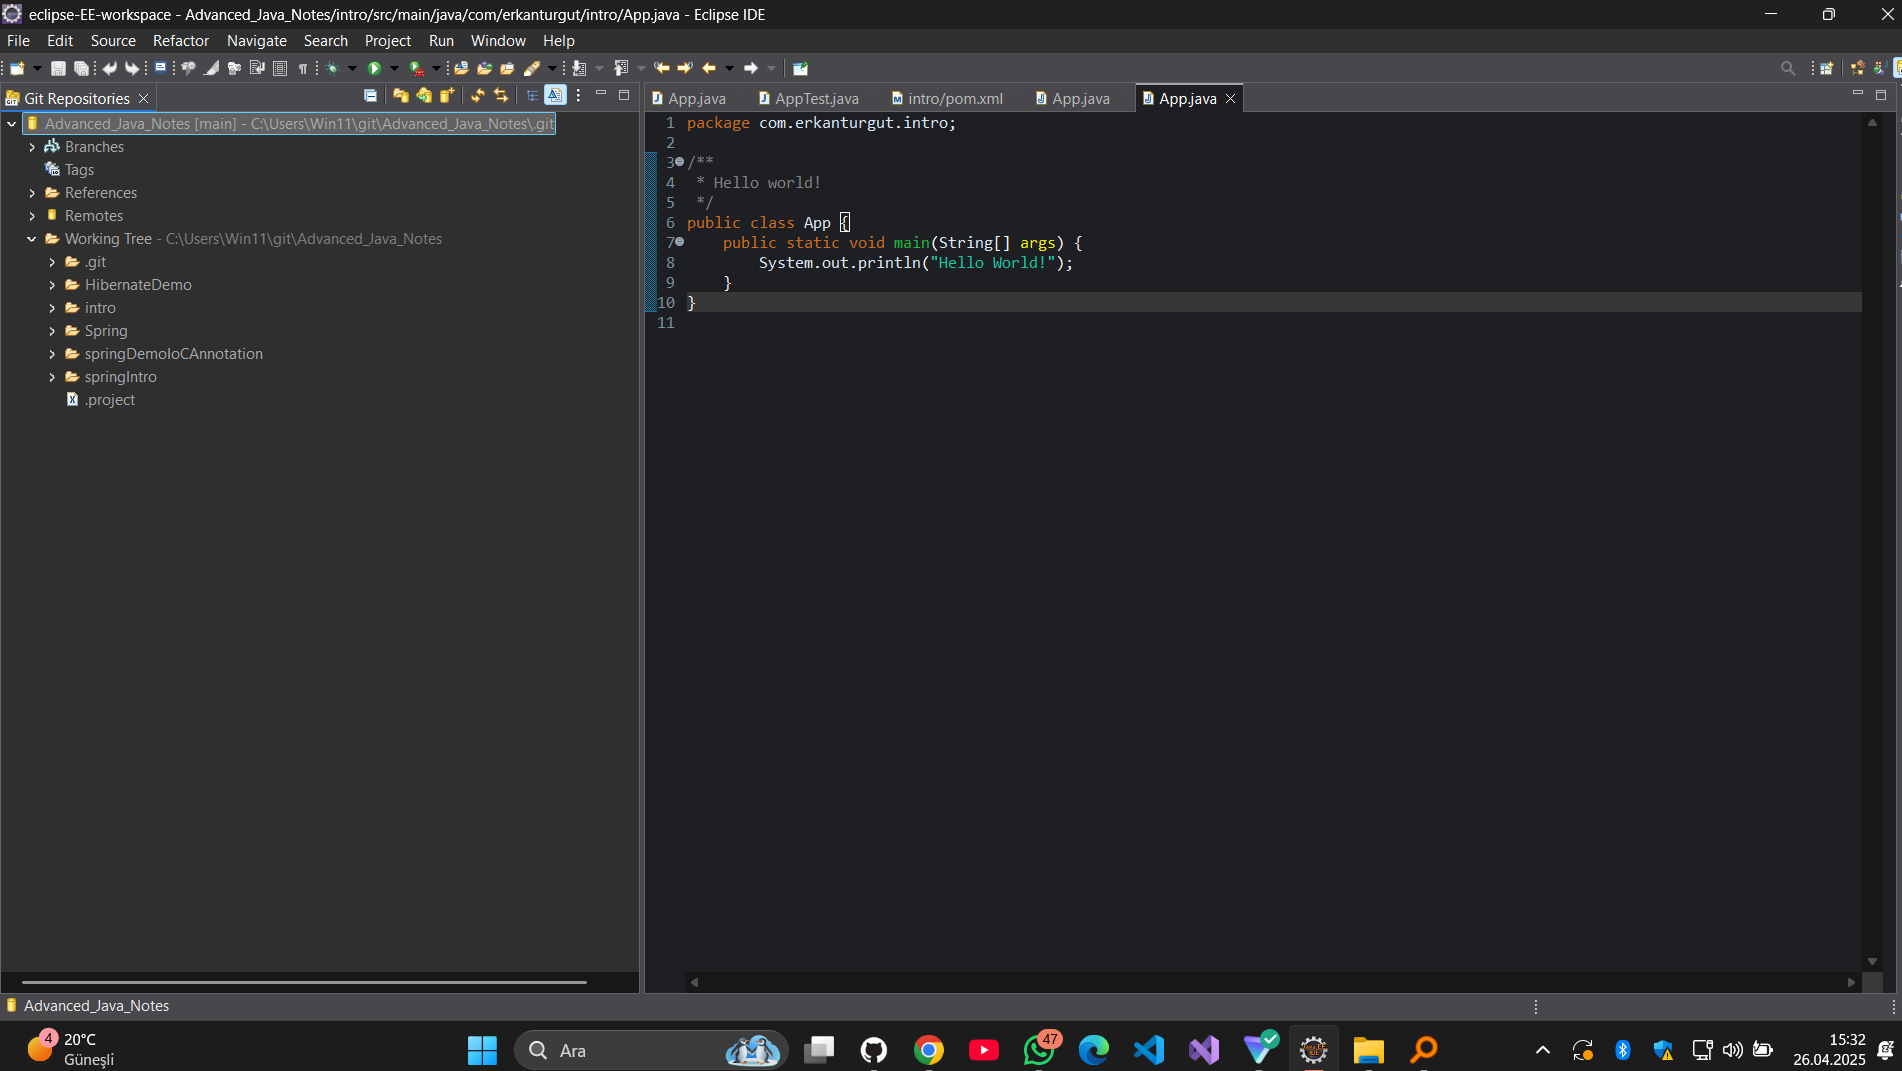 eclipse-EE-workspace - Advanced_Java_Notes/intro/src/main/java/com/erkanturgut/intro/App.java - Eclipse IDE
File Edit Source Refactor Navigate Search Project Run Window Help
Git Repositories
Advanced_Java_Notes [main] - C:\Users\Win11\git\Advanced_Java_Notes\.git
Branches
Tags
References
Remotes
Working Tree - C:\Users\Win11\git\Advanced_Java_Notes
.git
HibernateDemo
intro
Spring
springDemoIoCAnnotation
springIntro
.project
App.java AppTest.java intro/pom.xml App.java App.java
1 package com.erkanturgut.intro;
2
3 /**
4 * Hello world!
5 */
6 public class App {
7 public static void main(String[] args) {
8 System.out.println("Hello World!");
9 }
10 }
11
Advanced_Java_Notes
4
20°C
Güneşli
Ara
47
15:32
26.04.2025